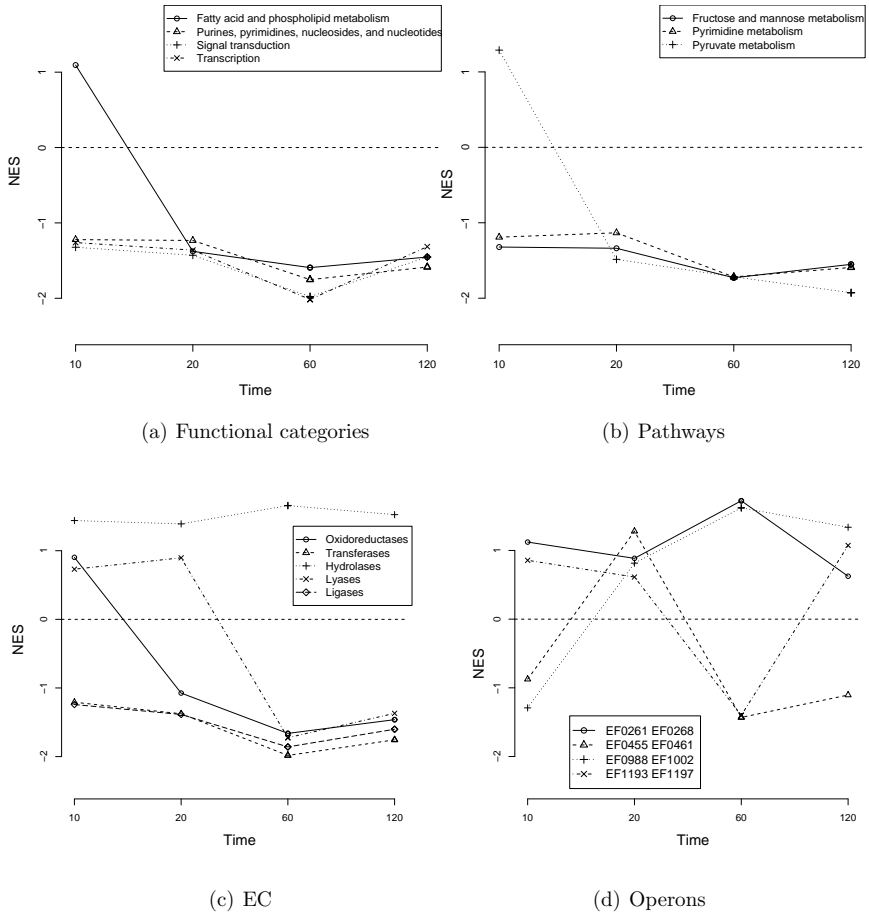 Fatty acid and phospholipid metabolism
Purines, pyrimidines, nucleosides, and nucleotides
Signal transduction
Transcription
NES
1
0
−1
−2
10
20
60
120
Time
(a) Functional categories
Fructose and mannose metabolism
Pyrimidine metabolism
Pyruvate metabolism
NES
1
0
−1
−2
10
20
60
120
Time
(b) Pathways
Oxidoreductases
Transferases
Hydrolases
Lyases
Ligases
NES
1
0
−1
−2
10
20
60
120
Time
(c) EC
NES
1
0
−1
−2
EF0261 EF0268
EF0455 EF0461
EF0988 EF1002
EF1193 EF1197
10
20
60
120
Time
(d) Operons